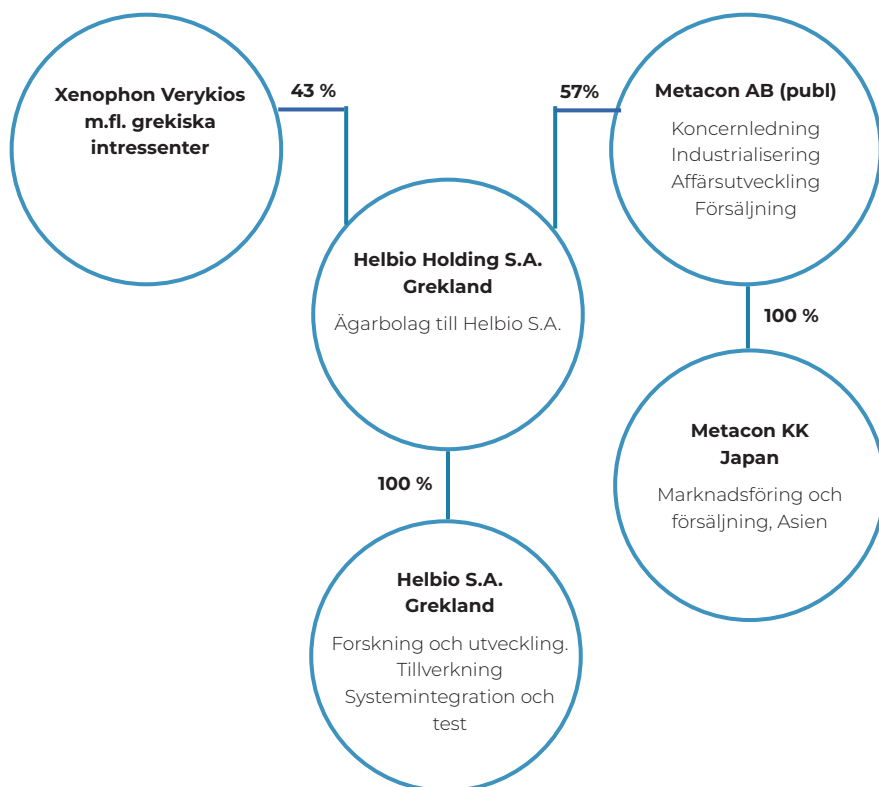 Xenophon Verykios
m.fl. grekiska
intressenter
43 %
57%
Metacon AB (publ)
Koncernledning
Industrialisering
Affärsutveckling
Försäljning
Helbio Holding S.A.
Grekland
Ägarbolag till Helbio S.A.
100 %
Metacon KK
Japan
Marknadsföring och
försäljning, Asien
100 %
Helbio S.A.
Grekland
Forskning och utveckling.
Tillverkning
Systemintegration och
test